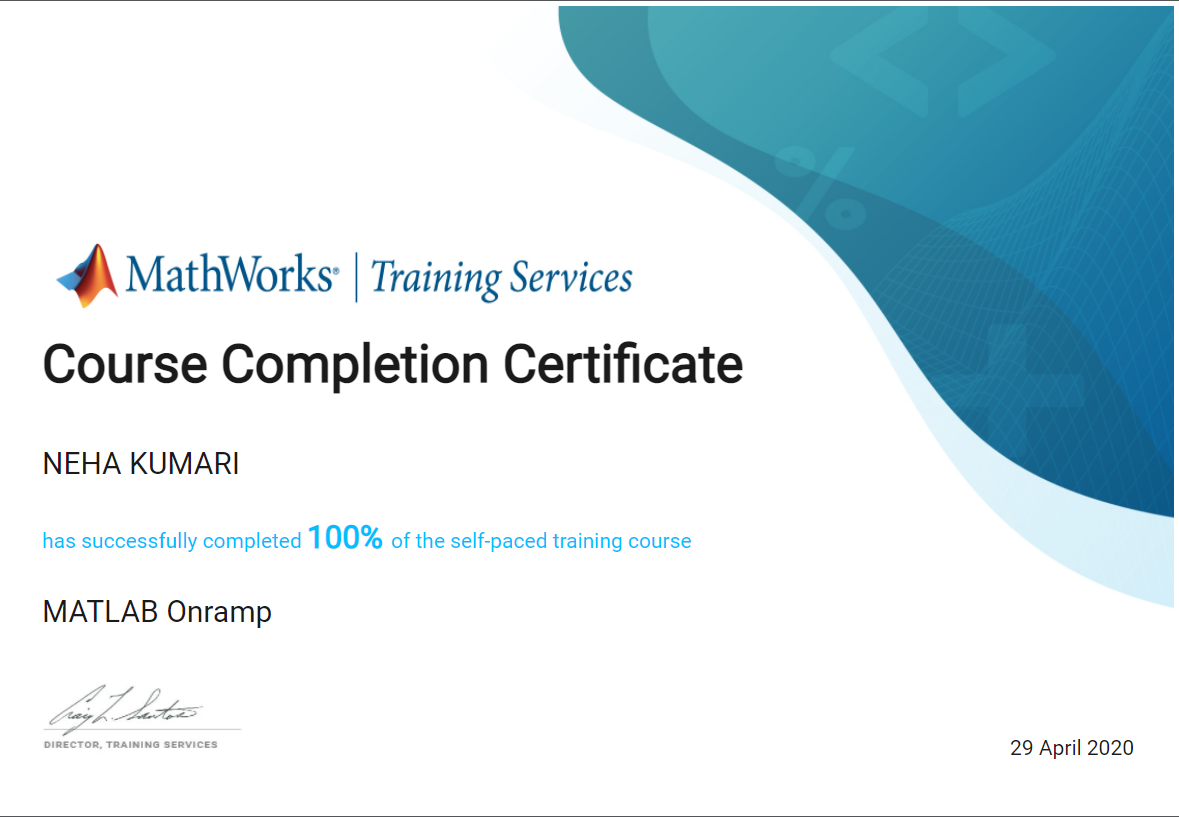 MathWorks® | Training Services
Course Completion Certificate
NEHA KUMARI
has successfully completed 100% of the self-paced training course
MATLAB Onramp
Craig L. Santos
DIRECTOR, TRAINING SERVICES
29 April 2020